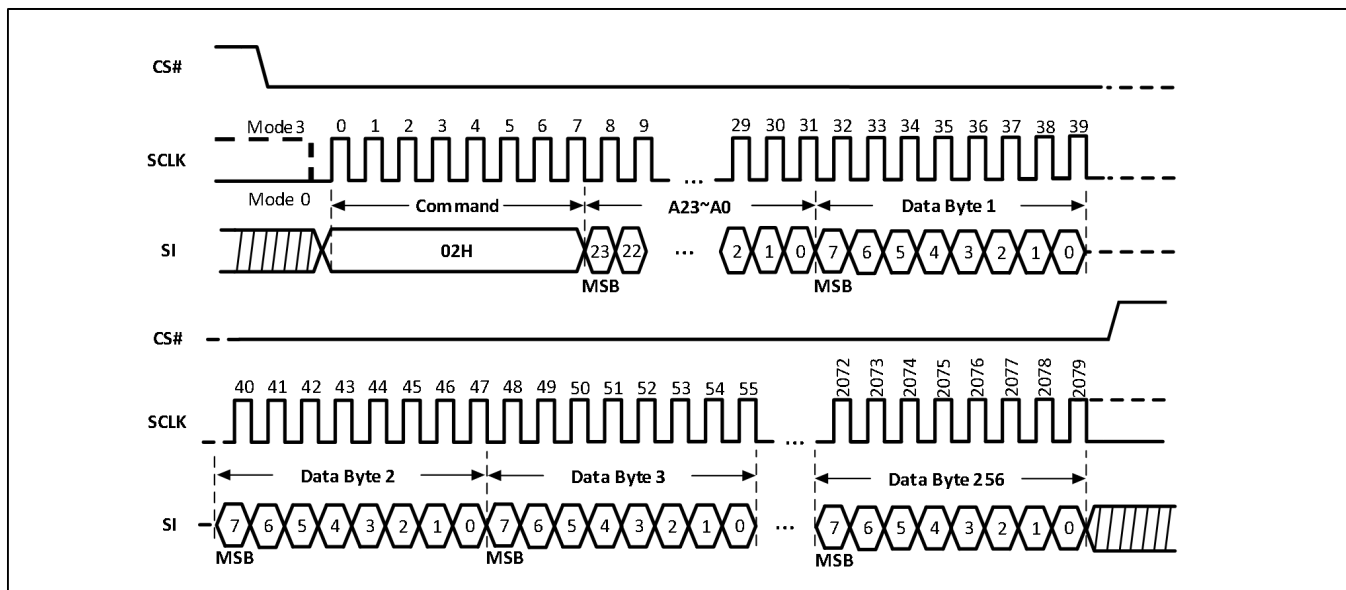 CS#
Mode 3 0 1 2 3 4 5 6 7 8 9 29 30 31 32 33 34 35 36 37 38 39
SCLK ...
Mode 0 Command A23~A0 Data Byte 1
SI 02H 23 22 ... 2 1 0 7 6 5 4 3 2 1 0
MSB MSB
CS#
40 41 42 43 44 45 46 47 48 49 50 51 52 53 54 55 2072 2073 2074 2075 2076 2077 2078 2079
SCLK ...
Data Byte 2 Data Byte 3 Data Byte 256
SI 7 6 5 4 3 2 1 0 7 6 5 4 3 2 1 0 ... 7 6 5 4 3 2 1 0
MSB MSB MSB